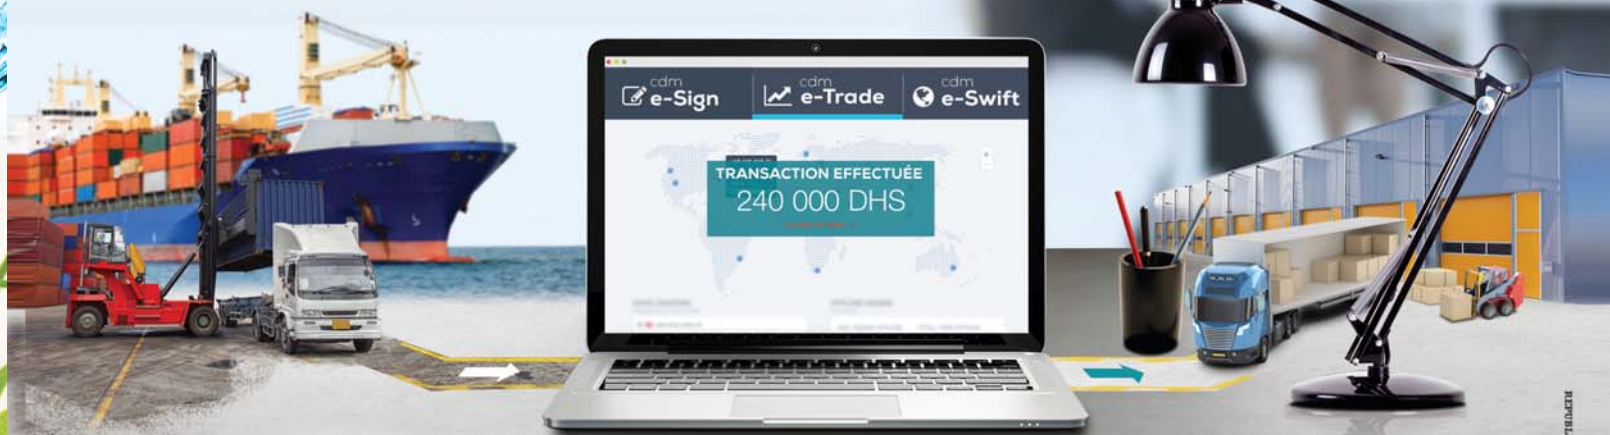 cdm
e-Sign
cdm
e-Trade
cdm
e-Swift
TRANSACTION EFFECTUÉE
240 000 DHS